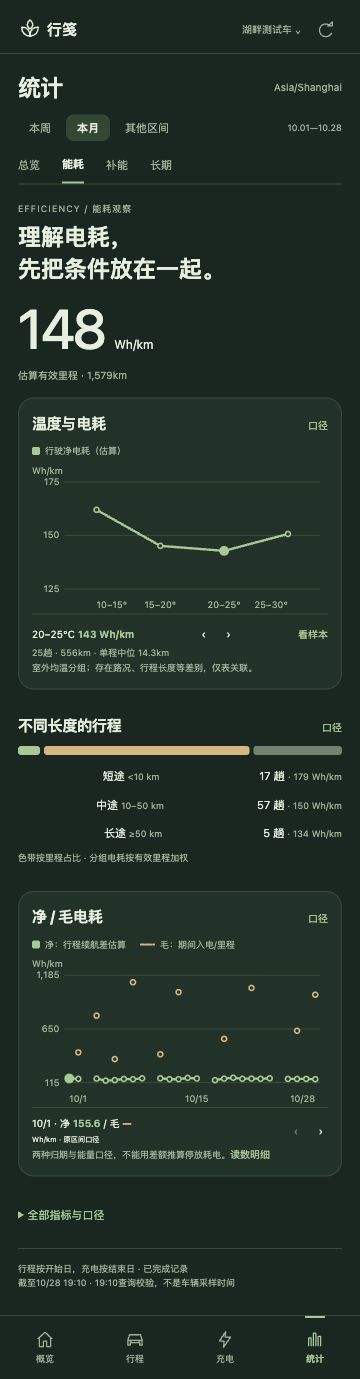 行笺
湖畔测试车
统计
Asia/Shanghai
本周 本月 其他区间 10.01—10.28
总览 能耗 补能 长期
EFFICIENCY / 能耗观察
理解电耗，
先把条件放在一起。
148 Wh/km
估算有效里程 · 1,579km
温度与电耗 口径
行驶净电耗（估算）
Wh/km
175
150
125
10–15° 15–20° 20–25° 25–30°
20–25°C 143 Wh/km ‹ › 看样本
25趟 · 556km · 单程中位 14.3km
室外均温分组；存在路况、行程长度等差别，仅表关联。
不同长度的行程 口径
短途 <10 km 17 趟 · 179 Wh/km
中途 10–50 km 57 趟 · 150 Wh/km
长途 ≥50 km 5 趟 · 134 Wh/km
色带按里程占比 · 分组电耗按有效里程加权
净 / 毛电耗 口径
净：行程续航差估算 毛：期间入电/里程
Wh/km
1,185
650
115
10/1 10/15 10/28
10/1 · 净 155.6 / 毛 — ‹ ›
Wh/km · 原区间口径
两种归期与能量口径，不能用差额推算停放耗电。读数明细
▶ 全部指标与口径
行程按开始日，充电按结束日 · 已完成记录
截至10/28 19:10 · 19:10查询校验，不是车辆采样时间
概览 行程 充电 统计